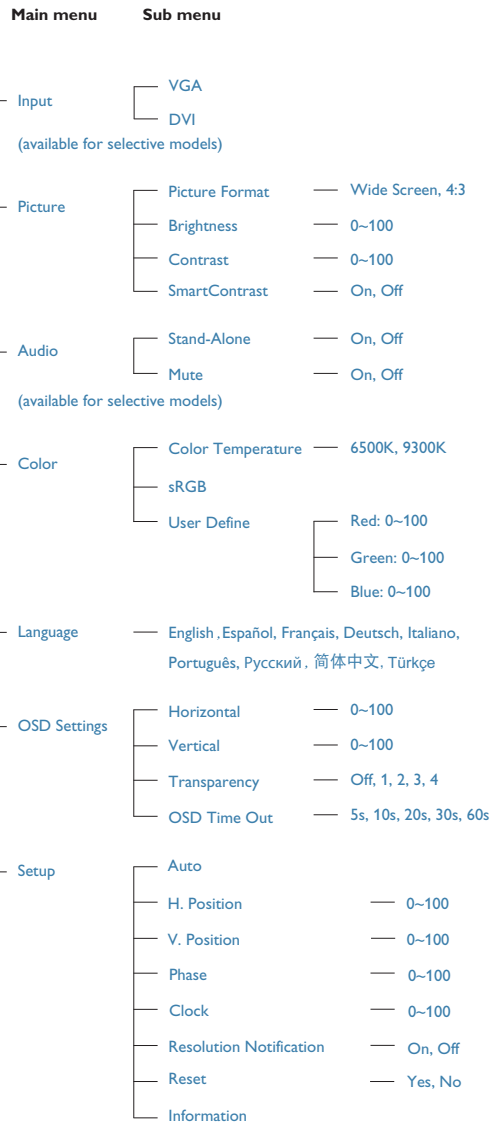 Main menu Sub menu
VGA
Input
DVI
(available for selective models)
Picture Format Wide Screen, 4:3
Picture
Brightness 0~100
Contrast 0~100
SmartContrast On, Off
Stand-Alone On, Off
Audio
Mute On, Off
(available for selective models)
Color Temperature 6500K, 9300K
Color
sRGB
User Define Red: 0~100
Green: 0~100
Blue: 0~100
Language English , Español, Français, Deutsch, Italiano,
Português, Русский , 简体中文, Türkçe
Horizontal 0~100
OSD Settings
Vertical 0~100
Transparency Off, 1, 2, 3, 4
OSD Time Out 5s, 10s, 20s, 30s, 60s
Setup Auto
H. Position 0~100
V. Position 0~100
Phase 0~100
Clock 0~100
Resolution Notification On, Off
Reset Yes, No
Information